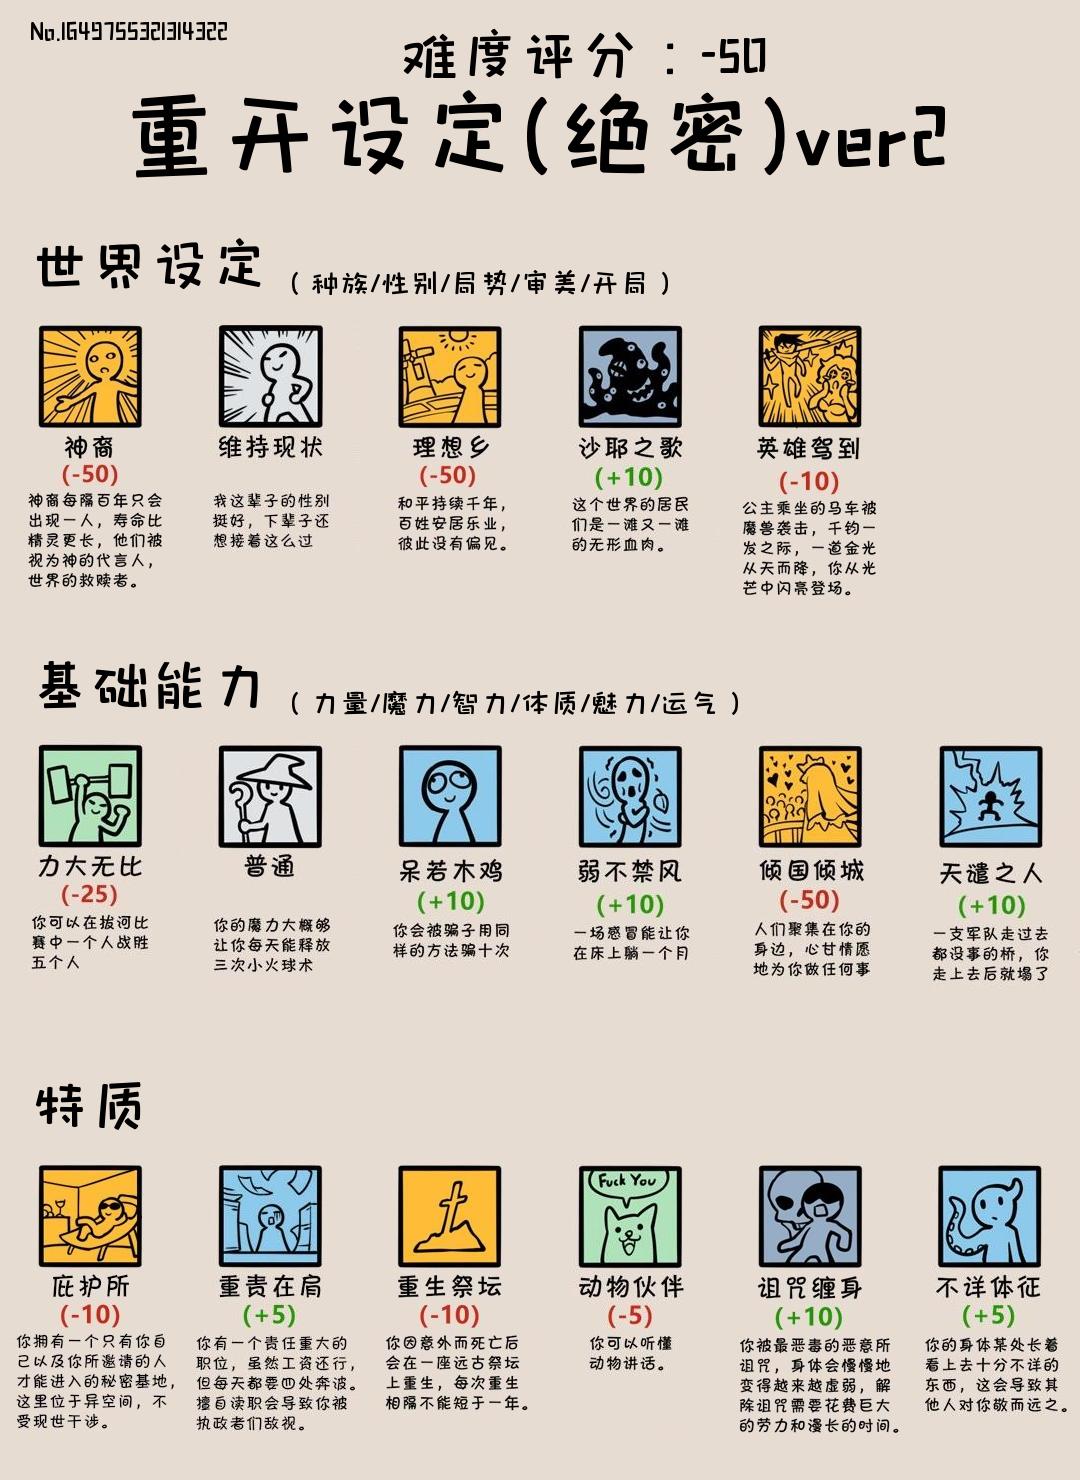 No.1649755321314322
难度评分：-50
重开设定(绝密)ver2
世界设定 （种族/性别/局势/审美/开局）
神裔
(-50)
神裔每隔百年只会
出现一人，寿命比
精灵更长，他们被
视为神的代言人，
世界的救赎者。
维持现状
我这辈子的性别
挺好，下辈子还
想接着这么过
理想乡
(-50)
和平持续千年，
百姓安居乐业，
彼此没有偏见。
沙耶之歌
(+10)
这个世界的居民
们是一滩又一滩
的无形血肉。
英雄驾到
(-10)
公主乘坐的马车被
魔兽袭击，千钧一
发之际，一道金光
从天而降，你从光
芒中闪亮登场。
基础能力 （力量/魔力/智力/体质/魅力/运气）
力大无比
(-25)
你可以在拔河比
赛中一个人战胜
五个人
普通
你的魔力大概够
让你每天能释放
三次小火球术
呆若木鸡
(+10)
你会被骗子用同
样的方法骗十次
弱不禁风
(+10)
一场感冒能让你
在床上躺一个月
倾国倾城
(-50)
人们聚集在你的
身边，心甘情愿
地为你做任何事
天谴之人
(+10)
一支军队走过去
都没事的桥，你
走上去后就塌了
特质
庇护所
(-10)
你拥有一个只有你自
己以及你所邀请的人
才能进入的秘密基地，
这里位于异空间，不
受现世干涉。
重责在肩
(+5)
你有一个责任重大的
职位，虽然工资还行，
但每天都要四处奔波。
擅自渎职会导致你被
执政者们敌视。
重生祭坛
(-10)
你因意外而死亡后
会在一座远古祭坛
上重生，每次重生
相隔不能短于一年。
Fuck You
动物伙伴
(-5)
你可以听懂
动物讲话。
诅咒缠身
(+10)
你被最恶毒的恶意所
诅咒，身体会慢慢地
变得越来越虚弱，解
除诅咒需要花费巨大
的劳力和漫长的时间。
不详体征
(+5)
你的身体某处长着
看上去十分不详的
东西，这会导致其
他人对你敬而远之。